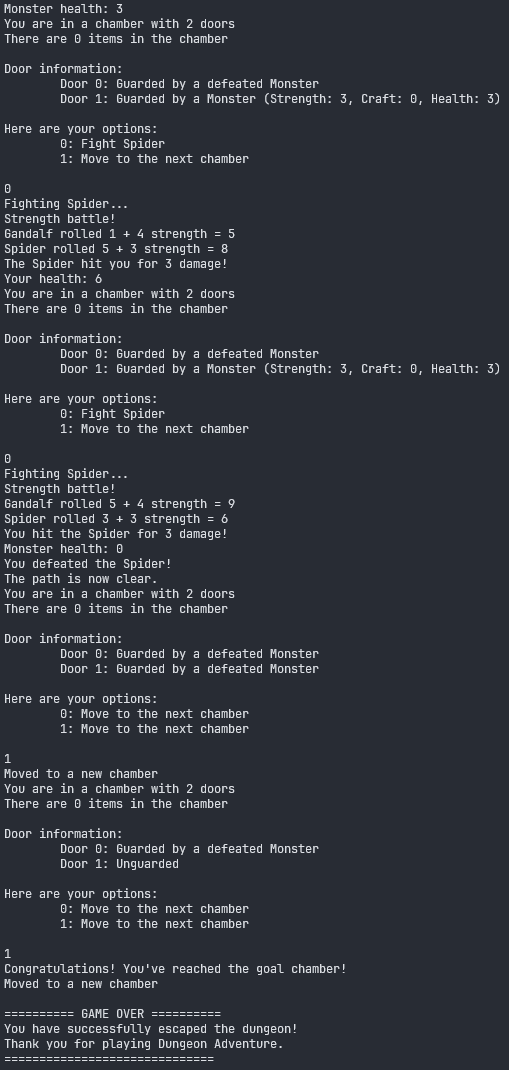 Monster health: 3
You are in a chamber with 2 doors
There are 0 items in the chamber
Door information:
Door 0: Guarded by a defeated Monster
Door 1: Guarded by a Monster (Strength: 3, Craft: 0, Health: 3)
Here are your options:
0: Fight Spider
1: Move to the next chamber
0
Fighting Spider...
Strength battle!
Gandalf rolled 1 + 4 strength = 5
Spider rolled 5 + 3 strength = 8
The Spider hit you for 3 damage!
Your health: 6
You are in a chamber with 2 doors
There are 0 items in the chamber
Door information:
Door 0: Guarded by a defeated Monster
Door 1: Guarded by a Monster (Strength: 3, Craft: 0, Health: 3)
Here are your options:
0: Fight Spider
1: Move to the next chamber
0
Fighting Spider...
Strength battle!
Gandalf rolled 5 + 4 strength = 9
Spider rolled 3 + 3 strength = 6
You hit the Spider for 3 damage!
Monster health: 0
You defeated the Spider!
The path is now clear.
You are in a chamber with 2 doors
There are 0 items in the chamber
Door information:
Door 0: Guarded by a defeated Monster
Door 1: Guarded by a defeated Monster
Here are your options:
0: Move to the next chamber
1: Move to the next chamber
1
Moved to a new chamber
You are in a chamber with 2 doors
There are 0 items in the chamber
Door information:
Door 0: Guarded by a defeated Monster
Door 1: Unguarded
Here are your options:
0: Move to the next chamber
1: Move to the next chamber
1
Congratulations! You've reached the goal chamber!
Moved to a new chamber
========== GAME OVER ==========
You have successfully escaped the dungeon!
Thank you for playing Dungeon Adventure.
==============================